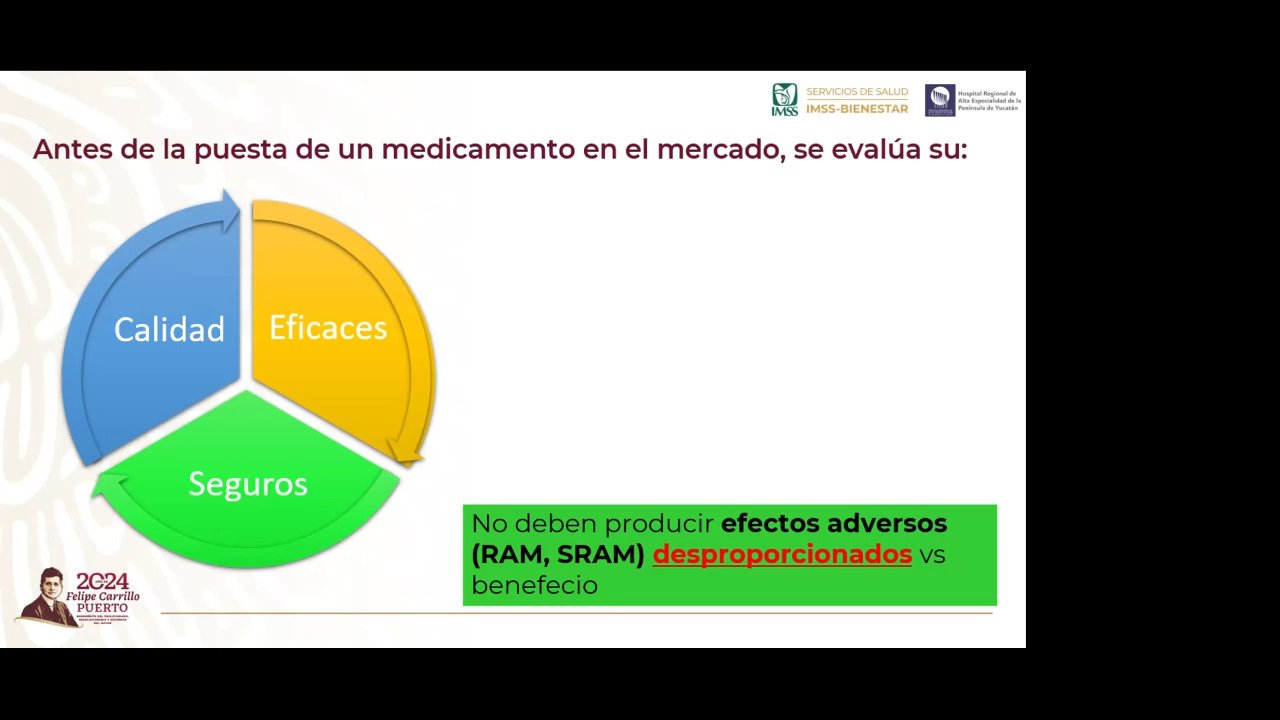 IMSS
SERVICIOS DE SALUD
IMSS-BIENESTAR
Hospital Regional de
Alta Especialidad de la
Península de Yucatán
Antes de la puesta de un medicamento en el mercado, se evalúa su:
Calidad
Eficaces
Seguros
No deben producir efectos adversos
(RAM, SRAM) desproporcionados vs
benefecio
2024
Felipe Carrillo
PUERTO